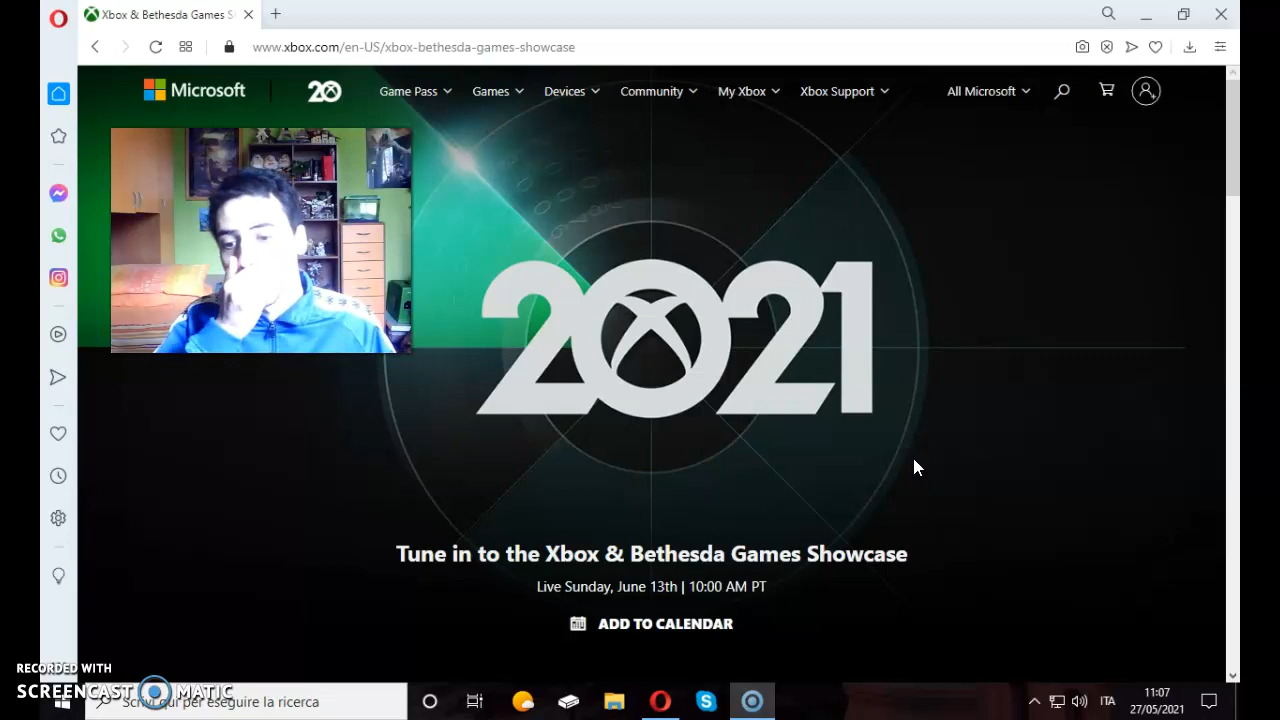 Xbox & Bethesda Games S
www.xbox.com/en-US/xbox-bethesda-games-showcase
Microsoft
20
Game Pass
Games
Devices
Community
My Xbox
Xbox Support
All Microsoft
2021
Tune in to the Xbox & Bethesda Games Showcase
Live Sunday, June 13th | 10:00 AM PT
ADD TO CALENDAR
RECORDED WITH
SCREENCAST MATIC
Scrivi qui per eseguire la ricerca
ITA
11:07
27/05/2021